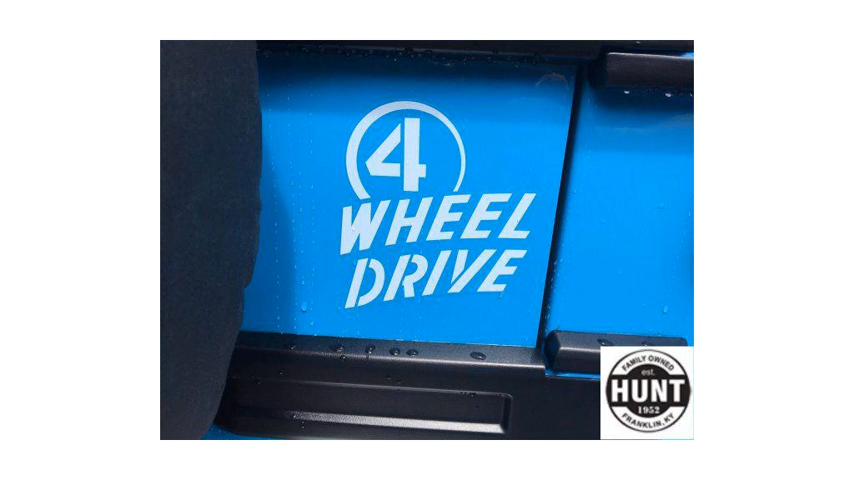 4
WHEEL
DRIVE
FAMILY OWNED
est.
HUNT
1952
FRANKLIN, KY